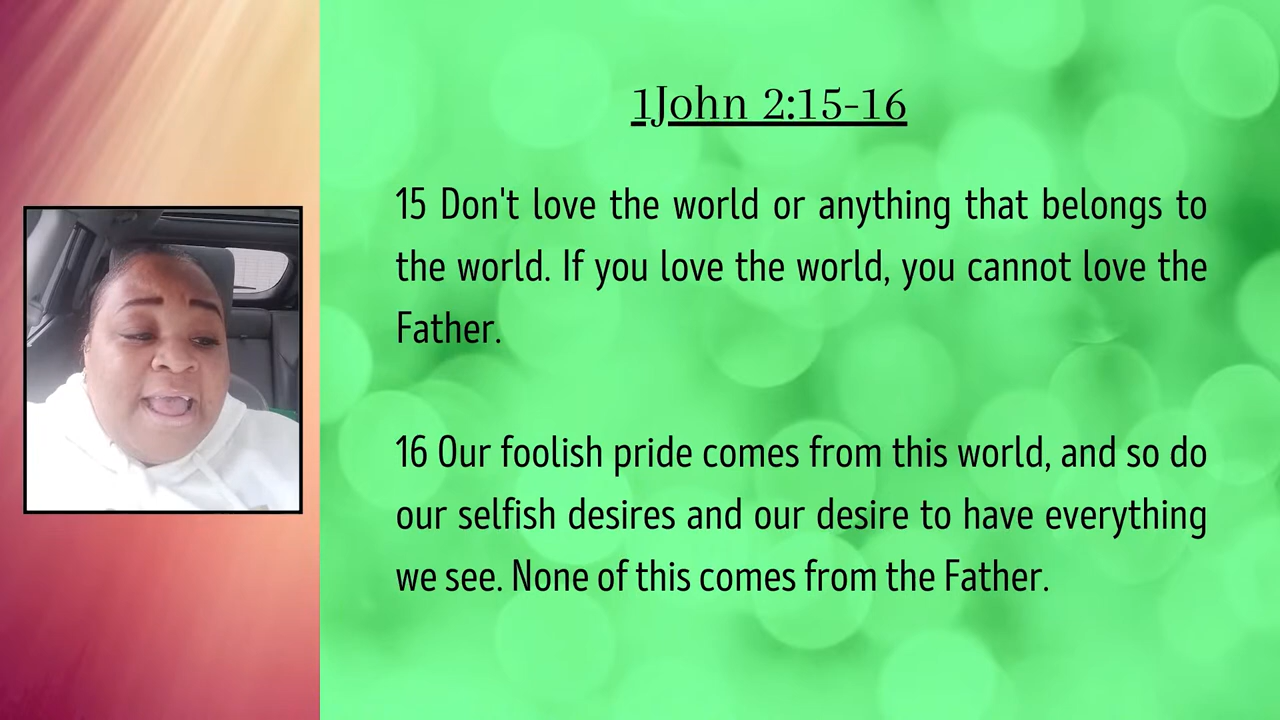 1John 2:15-16
15 Don't love the world or anything that belongs to
the world. If you love the world, you cannot love the
Father.
16 Our foolish pride comes from this world, and so do
our selfish desires and our desire to have everything
we see. None of this comes from the Father.